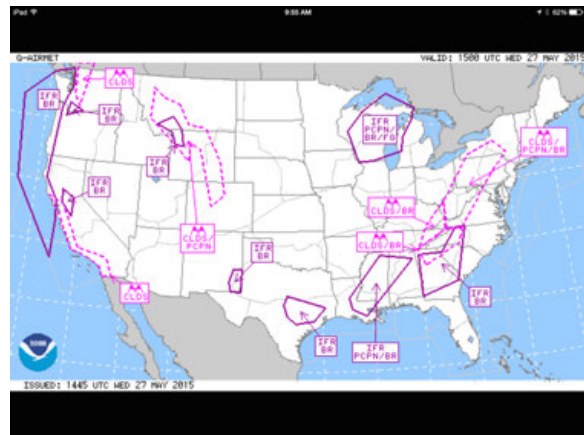 iPad
9:55 AM
62%
G-AIRMET
VALID: 1500 UTC WED 27 MAY 2015
CLDS
IFR
BR
IFR
BR
IFR
BR
IFR
BR
IFR
PCPN/
BR/FG
CLDS/
PCPN/BR
CLDS/BR
CLDS/BR
CLDS/
PCPN
IFR
BR
CLDS
IFR
BR
IFR
PCPN/BR
IFR
BR
NOAA
ISSUED: 1445 UTC WED 27 MAY 2015